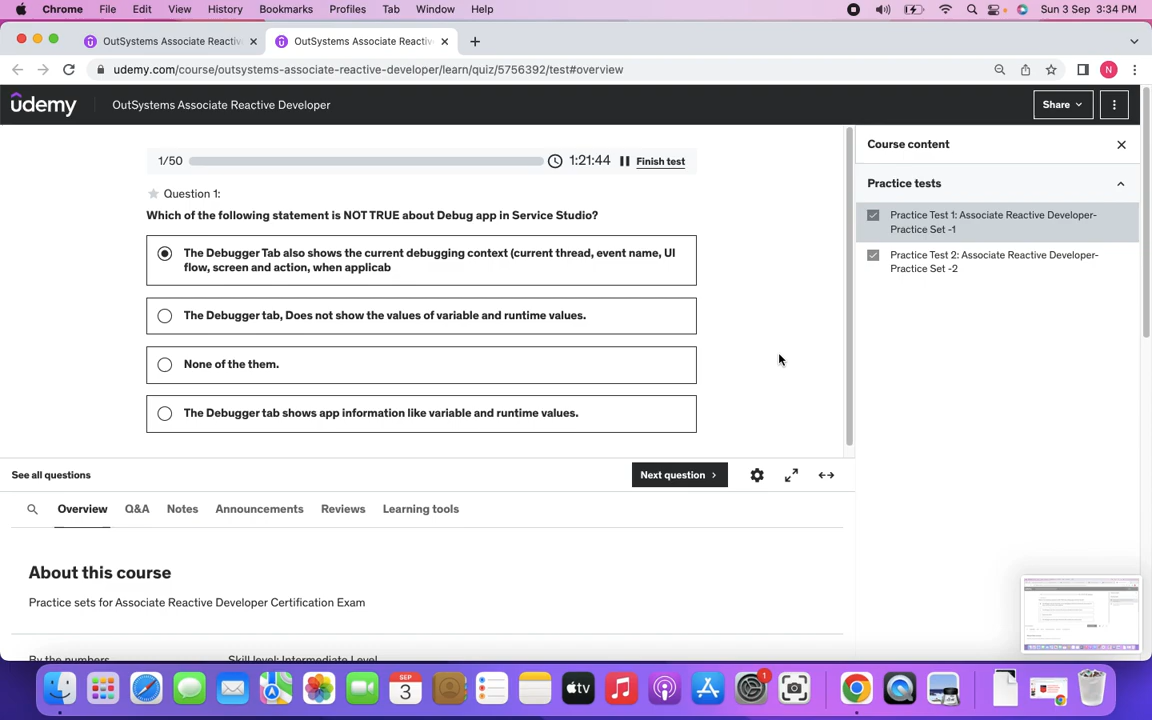 Chrome File Edit View History Bookmarks Profiles Tab Window Help Sun 3 Sep 3:34 PM
OutSystems Associate Reactiv OutSystems Associate Reactiv
udemy.com/course/outsystems-associate-reactive-developer/learn/quiz/5756392/test#overview N
ûdemy OutSystems Associate Reactive Developer Share
1/50 1:21:44 Finish test
Question 1:
Which of the following statement is NOT TRUE about Debug app in Service Studio?
The Debugger Tab also shows the current debugging context (current thread, event name, UI
flow, screen and action, when applicab
The Debugger tab, Does not show the values of variable and runtime values.
None of the them.
The Debugger tab shows app information like variable and runtime values.
Course content
Practice tests
Practice Test 1: Associate Reactive Developer-
Practice Set -1
Practice Test 2: Associate Reactive Developer-
Practice Set -2
See all questions Next question
Overview Q&A Notes Announcements Reviews Learning tools
About this course
Practice sets for Associate Reactive Developer Certification Exam
By the numbers Skill level: Intermediate Level
SEP
3
tv
1